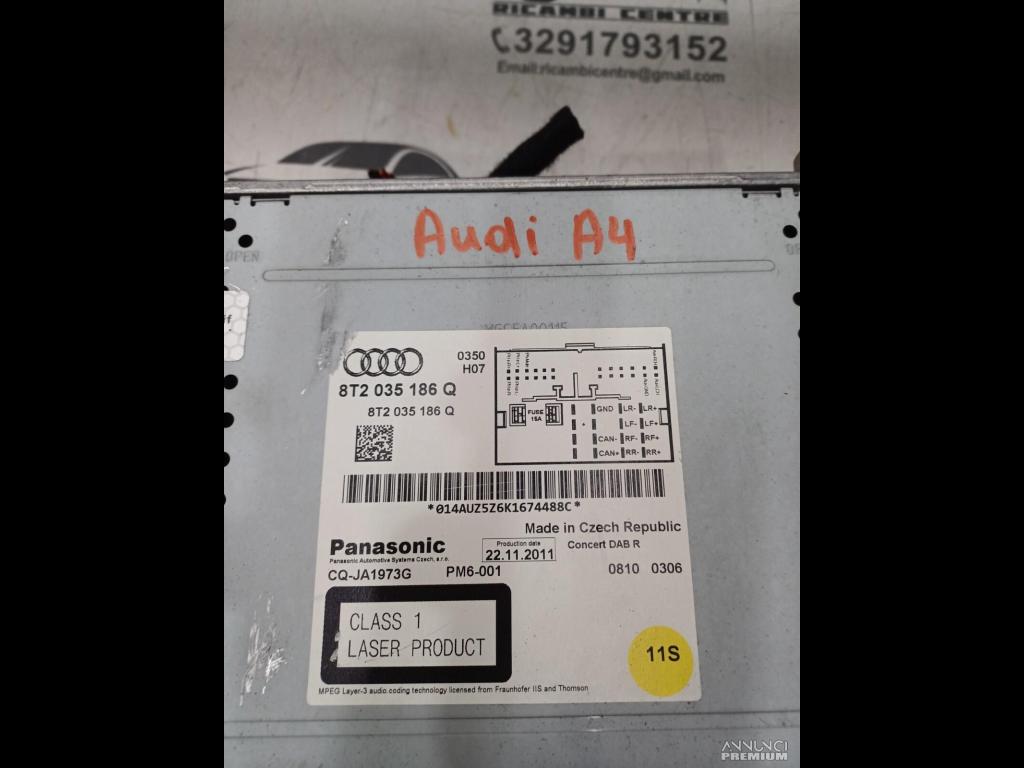 RICAMBI CENTRE
3291793152
Email:ricambicentre@gmail.com
Audi A4
OPEN
0350
H07
8T2 035 186 Q
8T2 035 186 Q
FUSE
15A
+
GND LR- LR+
LF- LF+
CAN- RF- RF+
CAN+ RR- RR+
*014AUZ5Z6K1674488C*
Made in Czech Republic
Panasonic
Panasonic Automotive Systems Czech, s.r.o.
Production date
22.11.2011
Concert DAB R
CQ-JA1973G PM6-001
0810 0306
CLASS 1
LASER PRODUCT
11S
MPEG Layer-3 audio coding technology licensed from Fraunhofer IIS and Thomson
ANNUNCI
PREMIUM